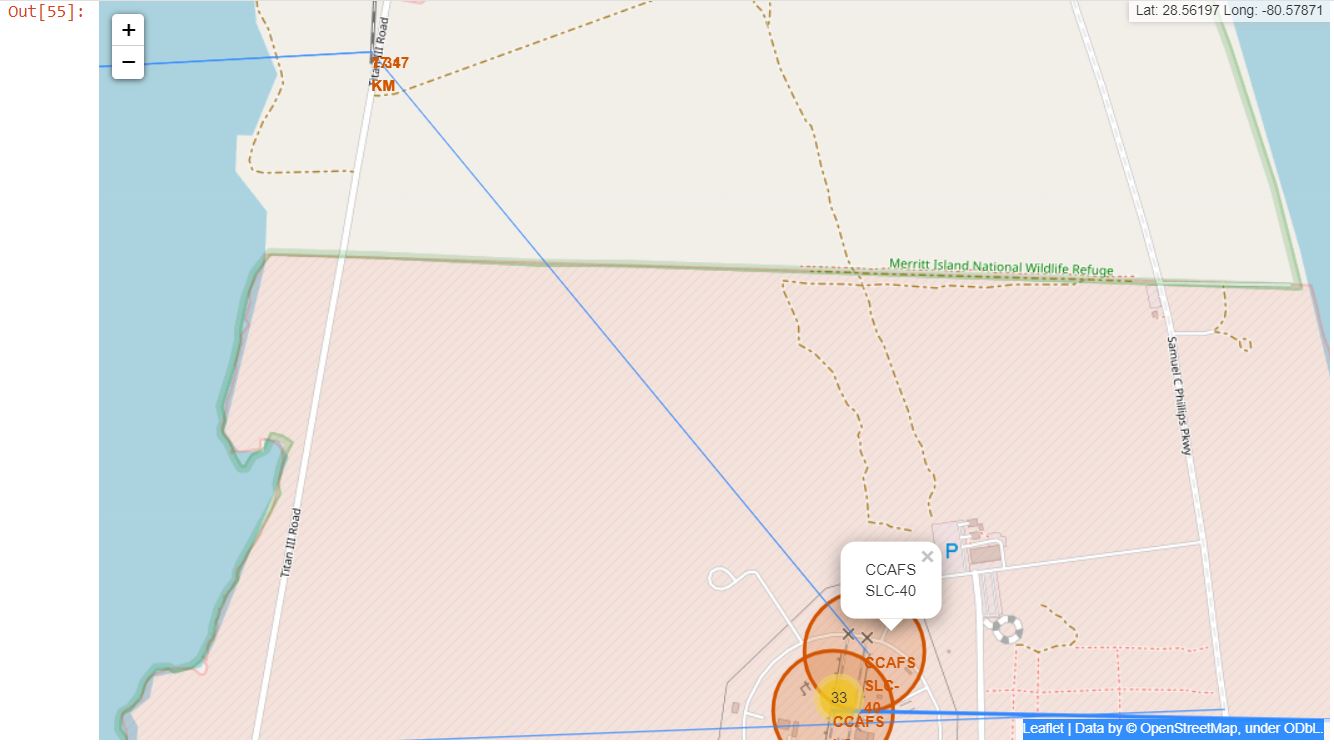 Out[55]:
Lat: 28.56197 Long: -80.57871
+
−
Titan III Road
KM
Merritt Island National Wildlife Refuge
Samuel C Phillips Pkwy
Titan III Road
P
×
CCAFS
SLC-40
CCAFS
SLC-
40
33
CCAFS
Leaflet | Data by © OpenStreetMap, under ODbL.